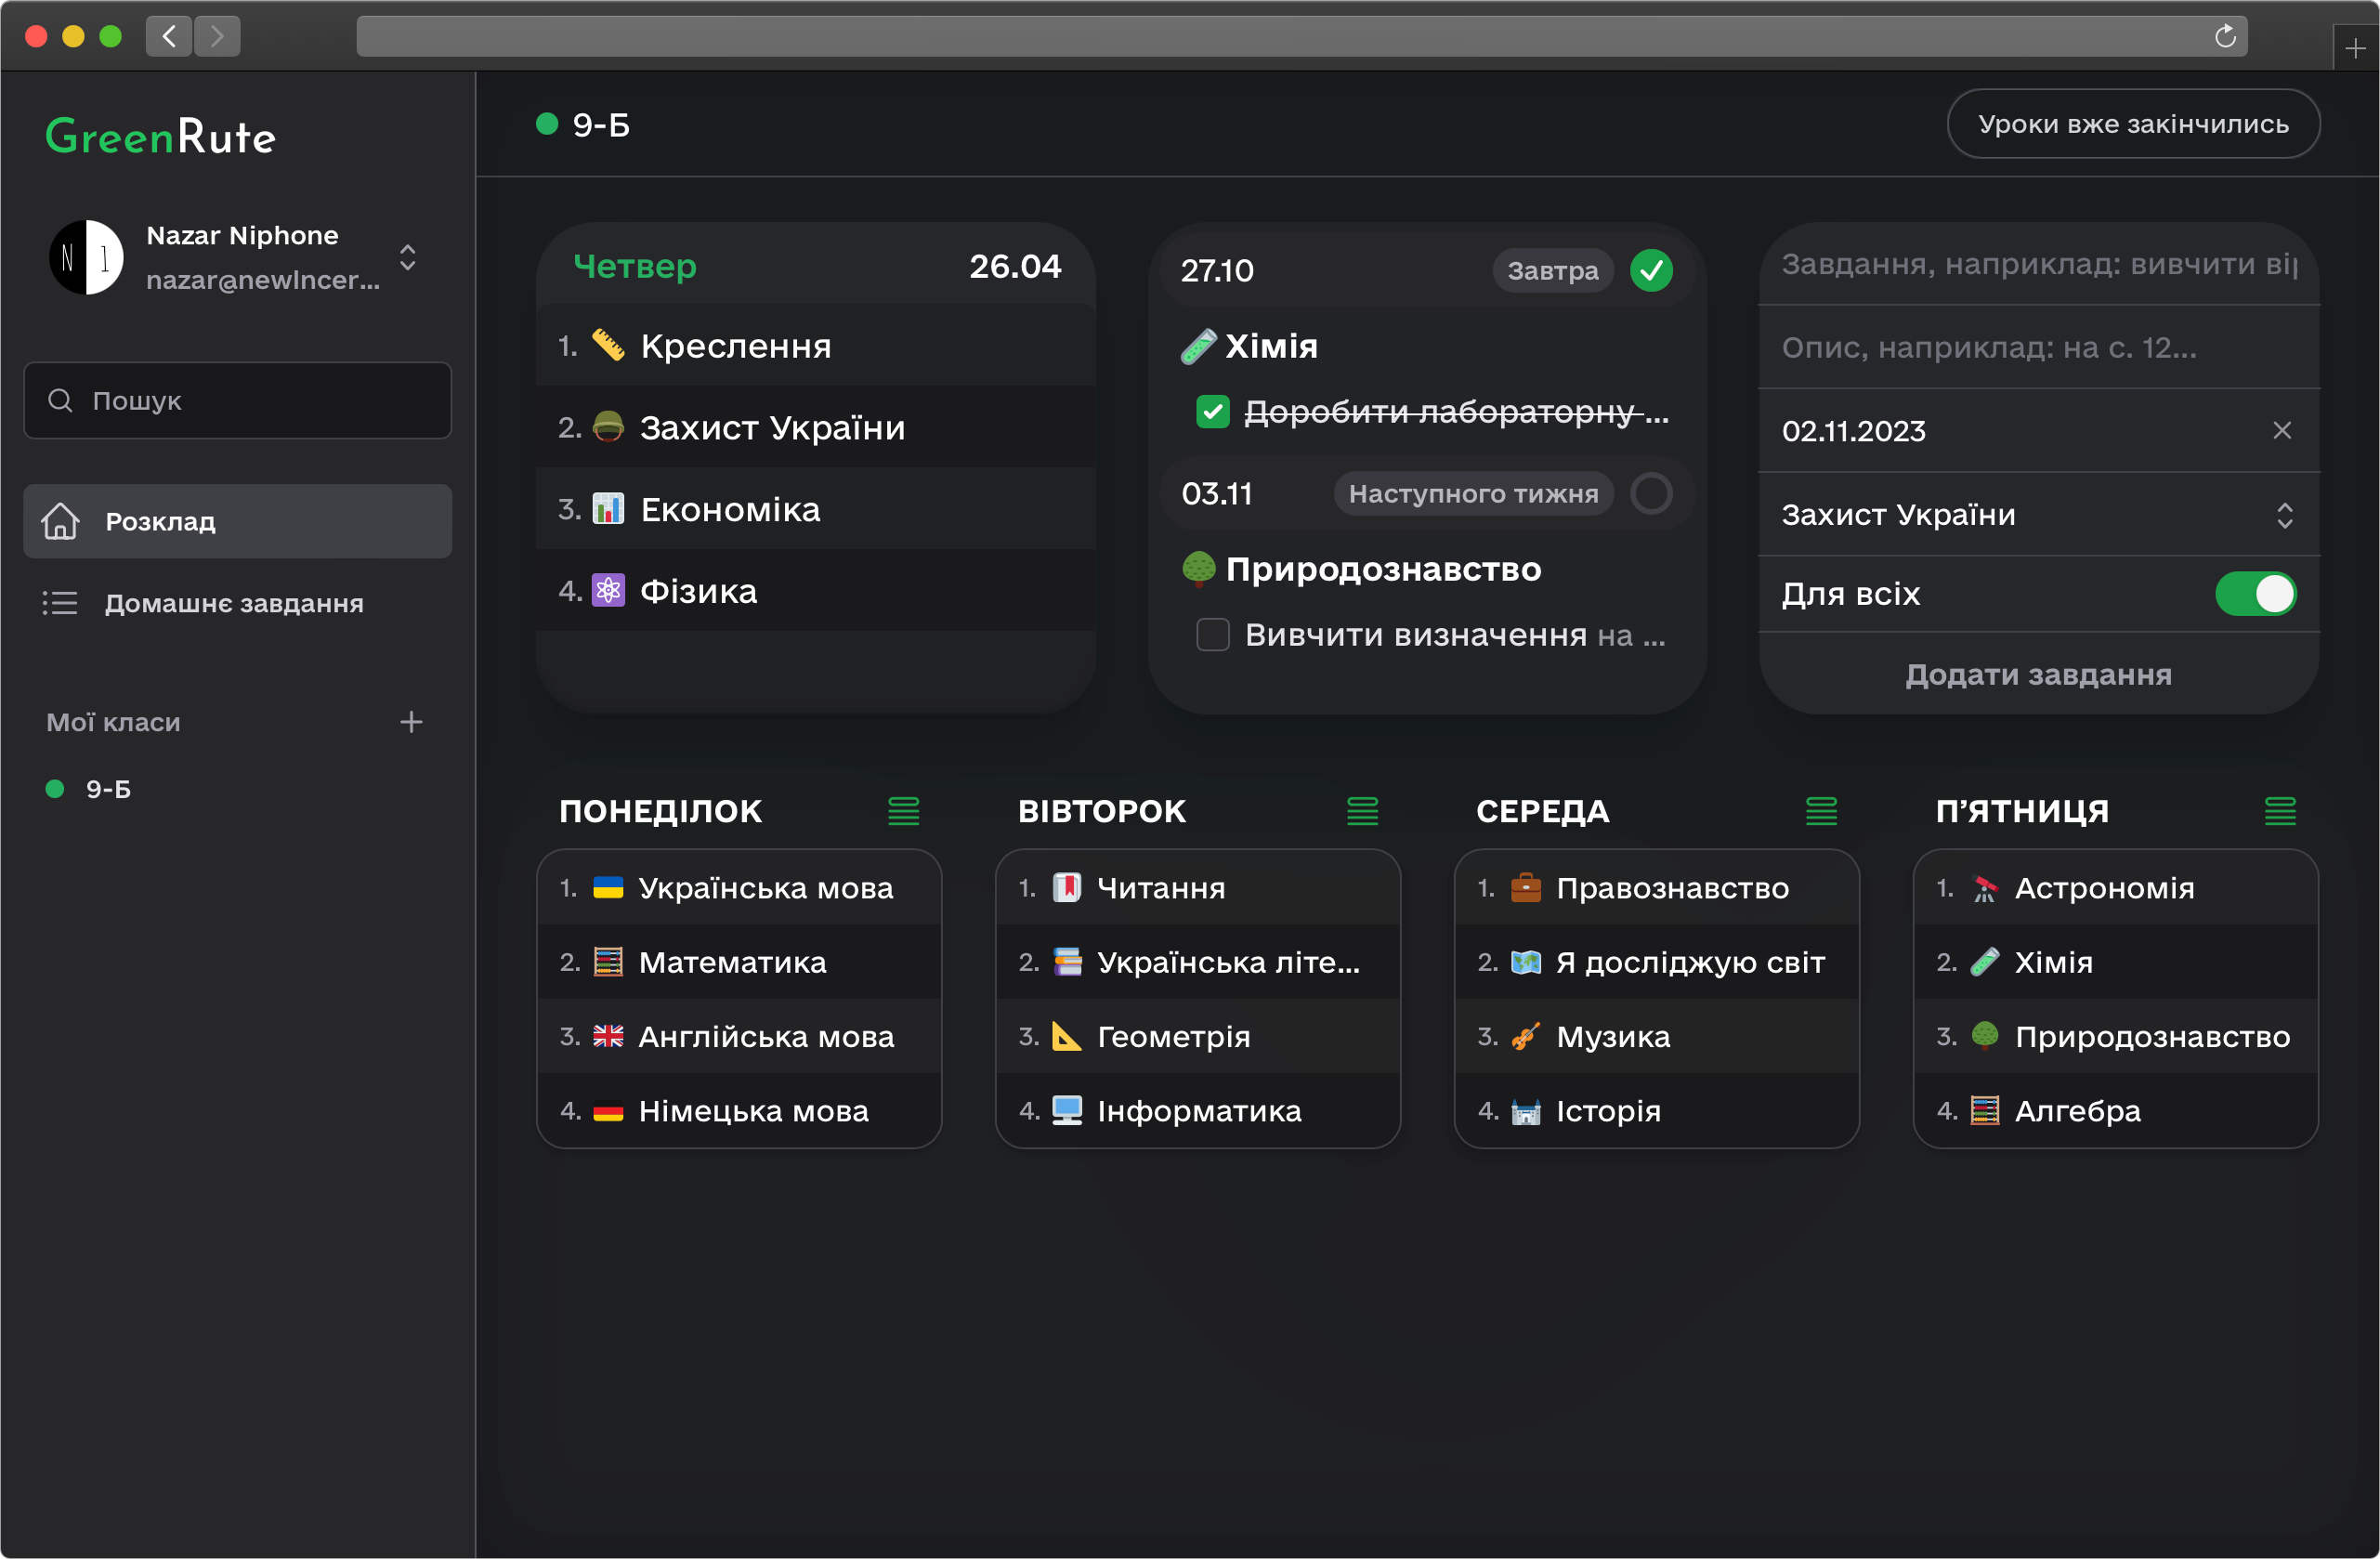 GreenRute
N 1
Nazar Niphone
nazar@newIncer...
Пошук
Розклад
Домашнє завдання
Мої класи
9-Б
9-Б
Уроки вже закінчились
Четвер 26.04
1. Креслення
2. Захист України
3. Економіка
4. Фізика
27.10 Завтра
Хімія
Доробити лабораторну ...
03.11 Наступного тижня
Природознавство
Вивчити визначення на ...
Завдання, наприклад: вивчити
Опис, наприклад: на с. 12...
02.11.2023
Захист України
Для всіх
Додати завдання
ПОНЕДІЛОК
1. Українська мова
2. Математика
3. Англійська мова
4. Німецька мова
ВІВТОРОК
1. Читання
2. Українська літе...
3. Геометрія
4. Інформатика
СЕРЕДА
1. Правознавство
2. Я досліджую світ
3. Музика
4. Історія
П’ЯТНИЦЯ
1. Астрономія
2. Хімія
3. Природознавство
4. Алгебра